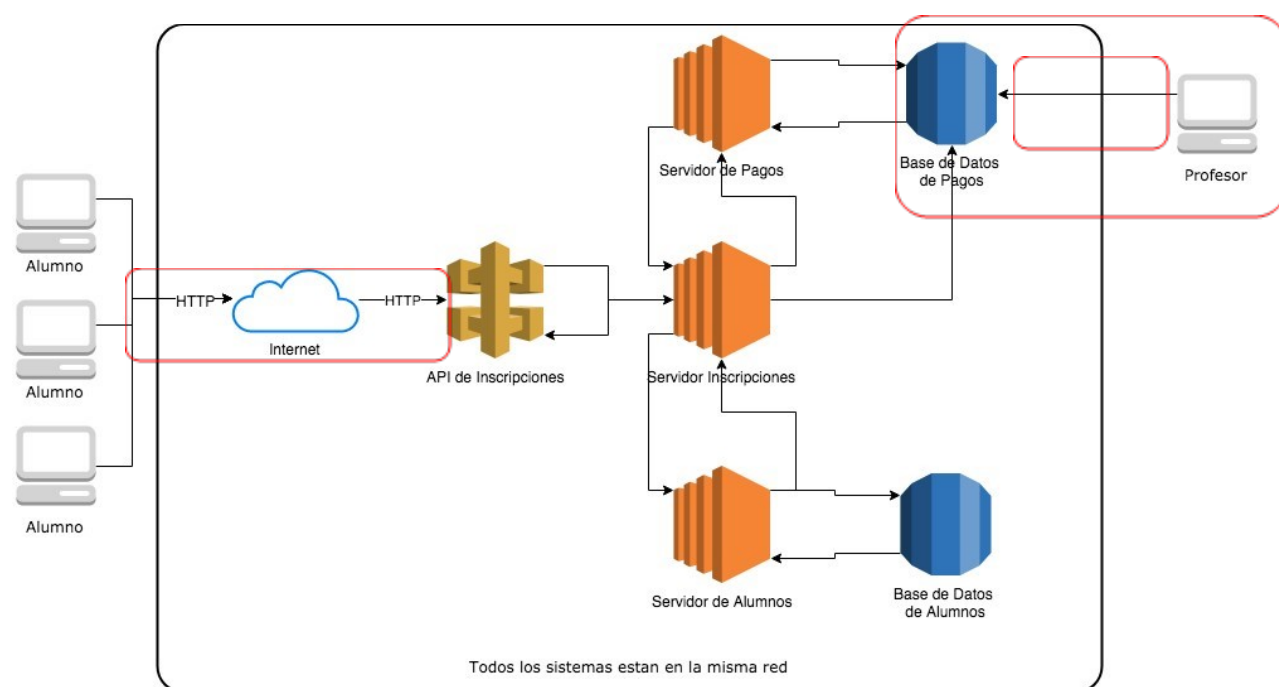 Servidor de Pagos
Base de Datos
de Pagos
Profesor
Alumno
HTTP
HTTP
Internet
API de Inscripciones
Servidor Inscripciones
Alumno
Alumno
Servidor de Alumnos
Base de Datos
de Alumnos
Todos los sistemas estan en la misma red